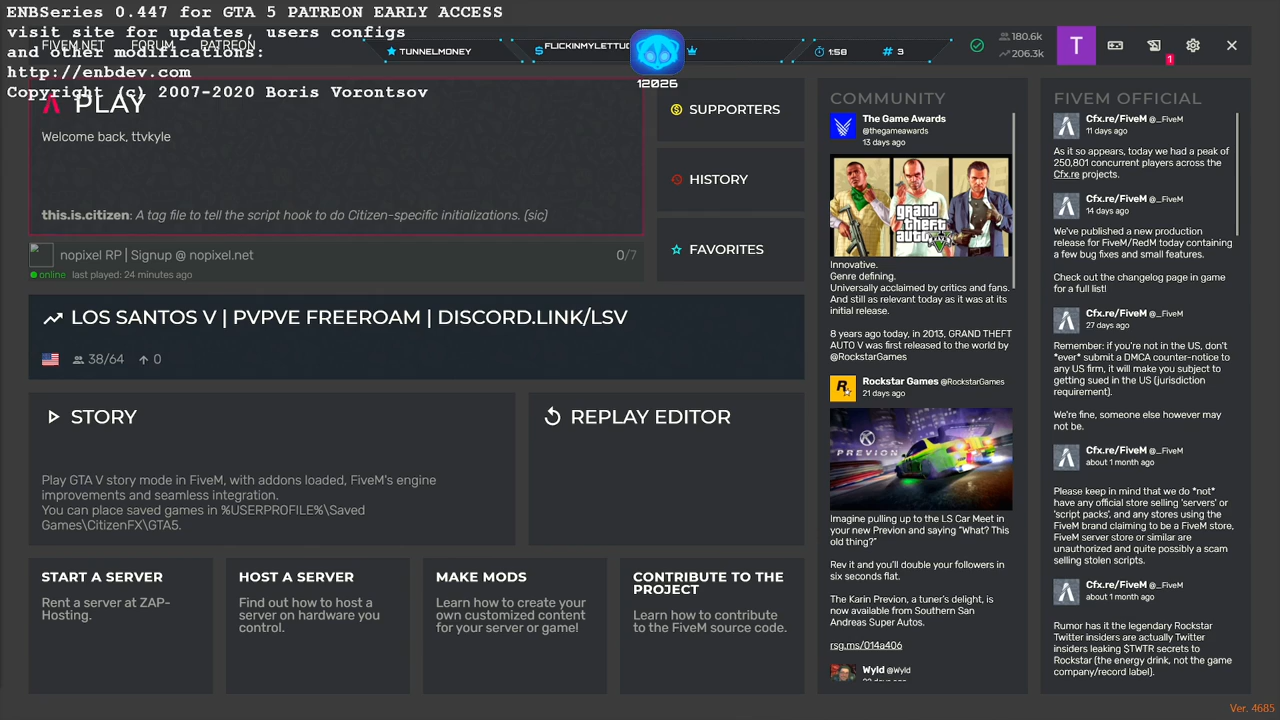 ENBSeries 0.447 for GTA 5 PATREON EARLY ACCESS
visit site for updates, users configs
and other modifications:
http://enbdev.com
Copyright (c) 2007-2020 Boris Vorontsov
FIVEM.NET FORUM PATREON
TUNNELMONEY
FLICKINMYLETTUC
12026
1:58
# 3
180.6k
206.3k
T
1
PLAY
Welcome back, ttvkyle
this.is.citizen: A tag file to tell the script hook to do Citizen-specific initializations. (sic)
nopixel RP | Signup @ nopixel.net
0/7
online last played: 24 minutes ago
SUPPORTERS
HISTORY
FAVORITES
LOS SANTOS V | PVPVE FREEROAM | DISCORD.LINK/LSV
38/64 0
STORY
Play GTA V story mode in FiveM, with addons loaded, FiveM's engine
improvements and seamless integration.
You can place saved games in %USERPROFILE%\Saved
Games\CitizenFX\GTA5.
REPLAY EDITOR
START A SERVER
Rent a server at ZAP-
Hosting.
HOST A SERVER
Find out how to host a
server on hardware you
control.
MAKE MODS
Learn how to create your
own customized content
for your server or game!
CONTRIBUTE TO THE
PROJECT
Learn how to contribute
to the FiveM source code.
COMMUNITY
The Game Awards
@thegameawards
13 days ago
grand
theft
auto V
Innovative.
Genre defining.
Universally acclaimed by critics and fans.
And still as relevant today as it was at its
initial release.
8 years ago today, in 2013, GRAND THEFT
AUTO V was first released to the world by
@RockstarGames
Rockstar Games @RockstarGames
21 days ago
PREVION
Imagine pulling up to the LS Car Meet in
your new Previon and saying "What? This
old thing?"
Rev it and you'll double your followers in
six seconds flat.
The Karin Previon, a tuner's delight, is
now available from Southern San
Andreas Super Autos.
rsg.ms/014a406
Wyld @Wyld
FIVEM OFFICIAL
Cfx.re/FiveM @_FiveM
11 days ago
As it so appears, today we had a peak of
250,801 concurrent players across the
Cfx.re projects.
Cfx.re/FiveM @_FiveM
14 days ago
We've published a new production
release for FiveM/RedM today containing
a few bug fixes and small features.
Check out the changelog page in game
for a full list!
Cfx.re/FiveM @_FiveM
27 days ago
Remember: if you're not in the US, don't
*ever* submit a DMCA counter-notice to
any US firm, it will make you subject to
getting sued in the US (jurisdiction
requirement).
We're fine, someone else however may
not be.
Cfx.re/FiveM @_FiveM
about 1 month ago
Please keep in mind that we do *not*
have any official store selling 'servers' or
'script packs', and any stores using the
FiveM brand claiming to be a FiveM store,
FiveM server store or similar are
unauthorized and quite possibly a scam
selling stolen scripts.
Cfx.re/FiveM @_FiveM
about 1 month ago
Rumor has it the legendary Rockstar
Twitter insiders are actually Twitter
insiders leaking $TWTR secrets to
Rockstar (the energy drink, not the game
company/record label).
Ver. 4685